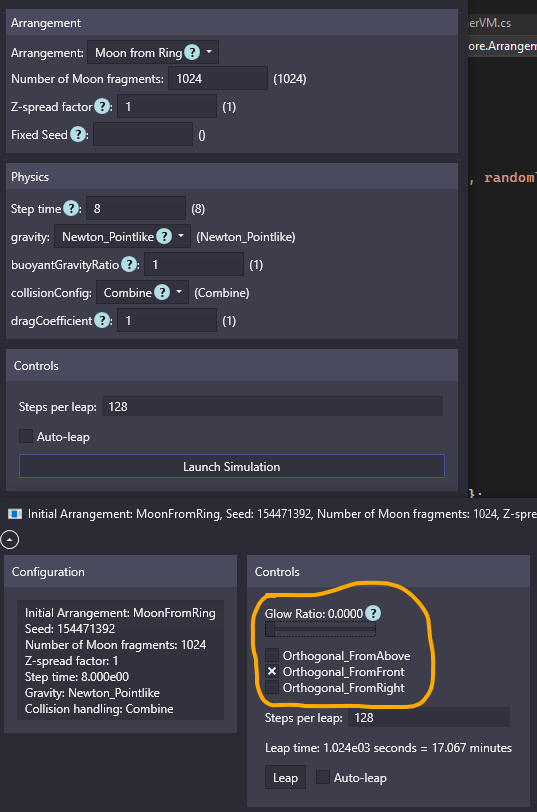 Arrangement
erVM.cs
ore.Arrangem
Arrangement: Moon from Ring ?
Number of Moon fragments: 1024 (1024)
Z-spread factor ?: 1 (1)
Fixed Seed ?: ()
Physics
, random
Step time ?: 8 (8)
gravity: Newton_Pointlike ? (Newton_Pointlike)
buoyantGravityRatio ?: 1 (1)
collisionConfig: Combine ? (Combine)
dragCoefficient ?: 1 (1)
Controls
Steps per leap: 128
Auto-leap
Launch Simulation
};
Initial Arrangement: MoonFromRing, Seed: 154471392, Number of Moon fragments: 1024, Z-spre
Configuration
Initial Arrangement: MoonFromRing
Seed: 154471392
Number of Moon fragments: 1024
Z-spread factor: 1
Step time: 8.000e00
Gravity: Newton_Pointlike
Collision handling: Combine
Controls
Glow Ratio: 0.0000 ?
Orthogonal_FromAbove
Orthogonal_FromFront
Orthogonal_FromRight
Steps per leap: 128
Leap time: 1.024e03 seconds = 17.067 minutes
Leap Auto-leap